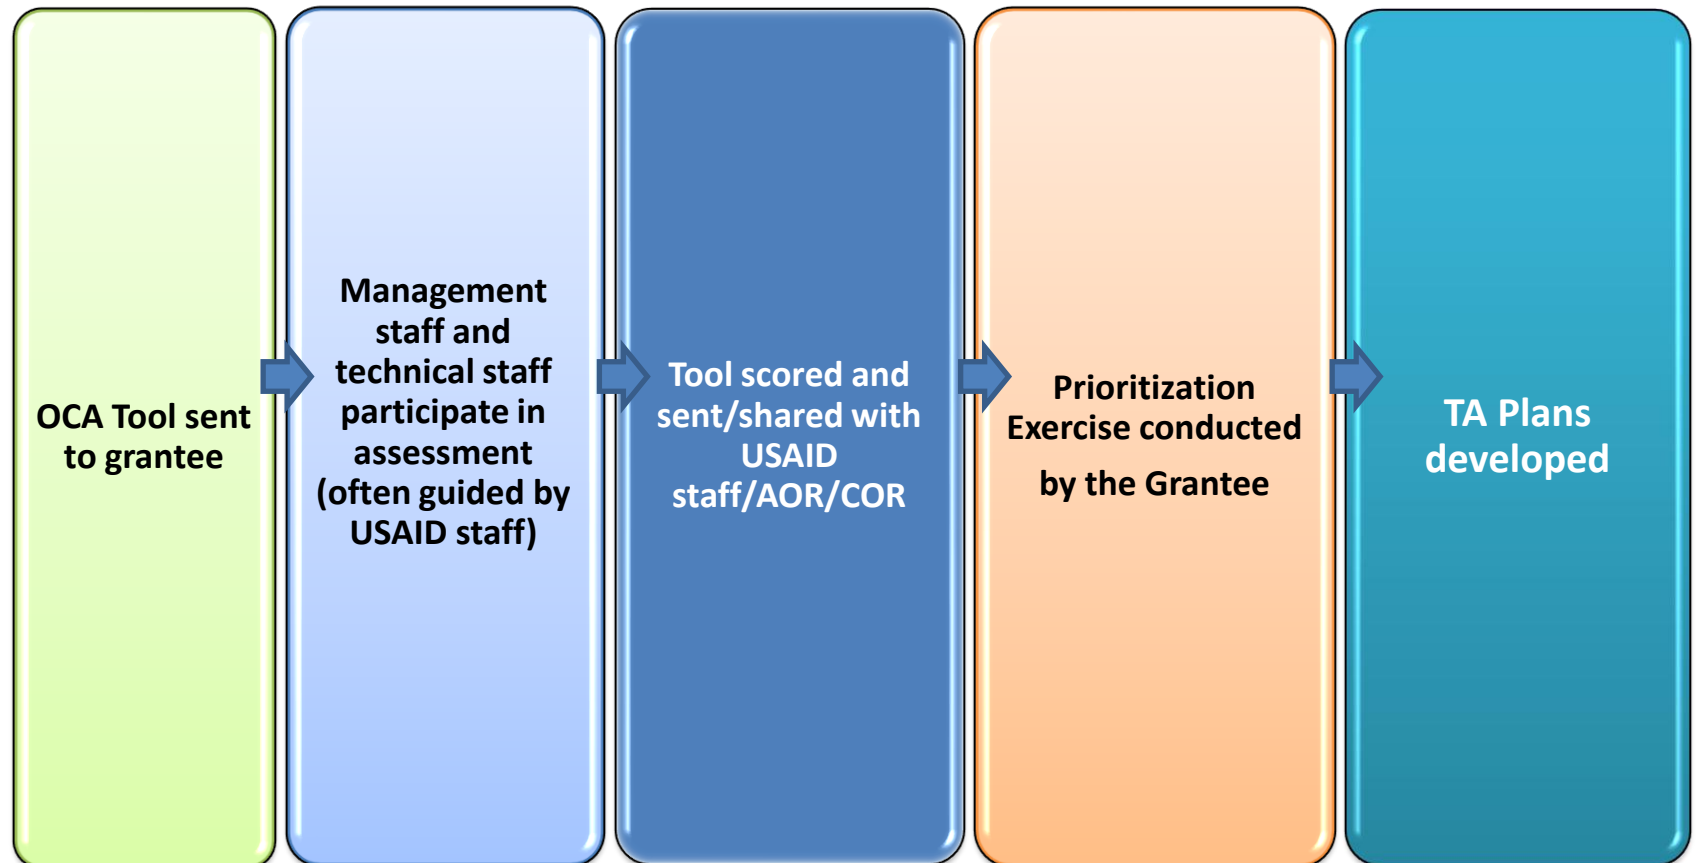 OCA Tool sent
to grantee
Management
staff and
technical staff
participate in
assessment
(often guided by
USAID staff)
Tool scored and
sent/shared with
USAID
staff/AOR/COR
Prioritization
Exercise conducted
by the Grantee
TA Plans
developed